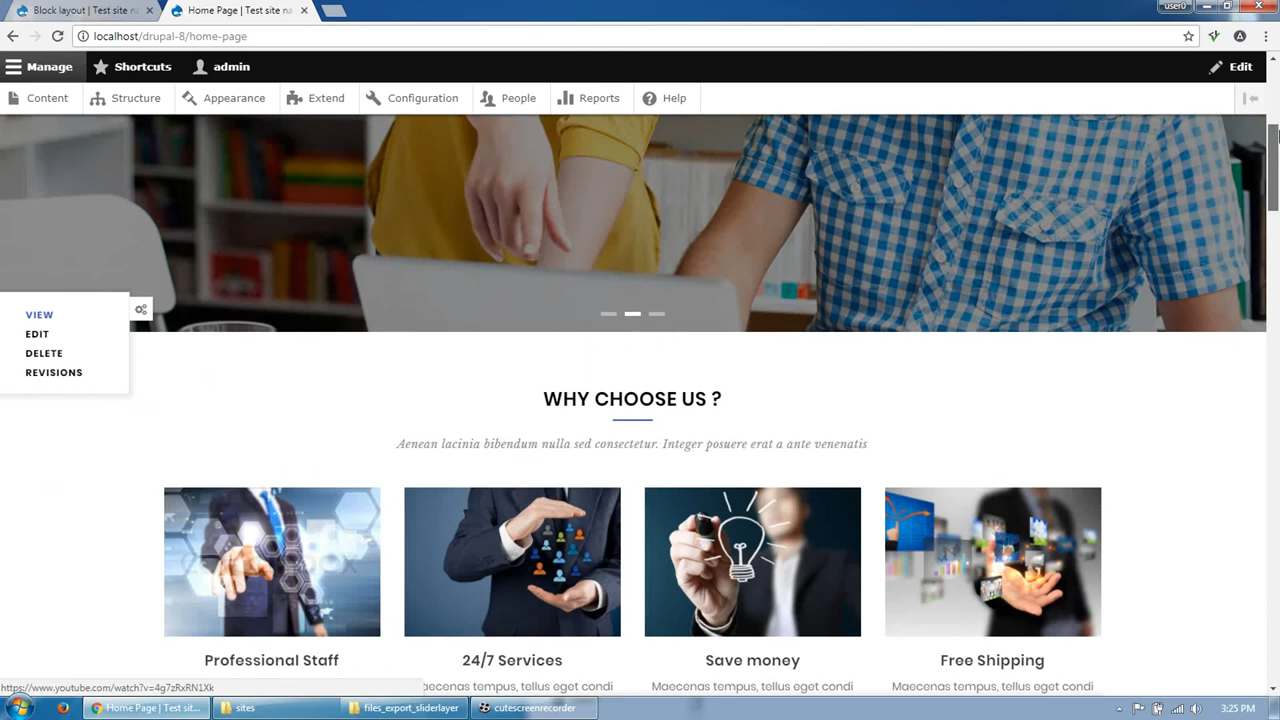 Block layout | Test site na
Home Page | Test site na
user0
localhost/drupal-8/home-page
Manage
Shortcuts
admin
Edit
Content
Structure
Appearance
Extend
Configuration
People
Reports
Help
VIEW
EDIT
DELETE
REVISIONS
WHY CHOOSE US ?
Aenean lacinia bibendum nulla sed consectetur. Integer posuere erat a ante venenatis
Professional Staff
24/7 Services
Save money
Free Shipping
aecenas tempus, tellus eget condi
Maecenas tempus, tellus eget condi
Maecenas tempus, tellus eget condi
https://www.youtube.com/watch?v=4g7zRxRN1Xk
Home Page | Test sit...
sites
files_export_sliderlayer
cutescreenrecorder
3:25 PM